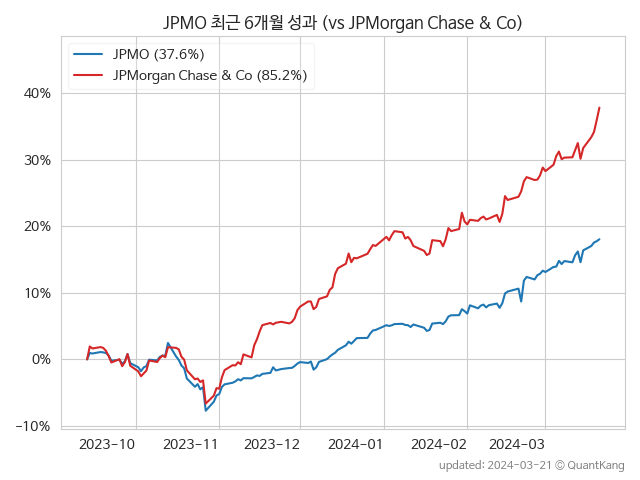 JPMO 최근 6개월 성과 (vs JPMorgan Chase & Co)
JPMO (37.6%)
JPMorgan Chase & Co (85.2%)
40%
30%
20%
10%
0%
−10%
2023−10 2023−11 2023−12 2024−01 2024−02 2024−03
updated: 2024-03-21 © QuantKang